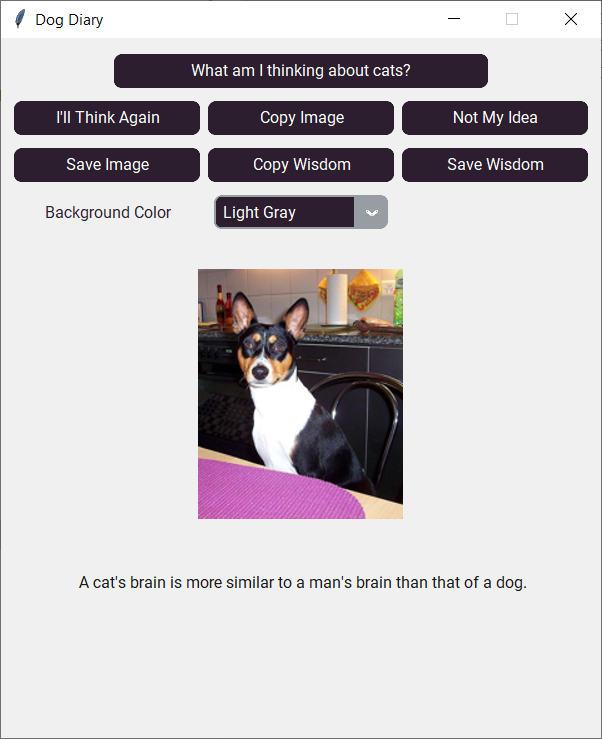 Dog Diary
What am I thinking about cats?
I'll Think Again
Copy Image
Not My Idea
Save Image
Copy Wisdom
Save Wisdom
Background Color
Light Gray
A cat's brain is more similar to a man's brain than that of a dog.